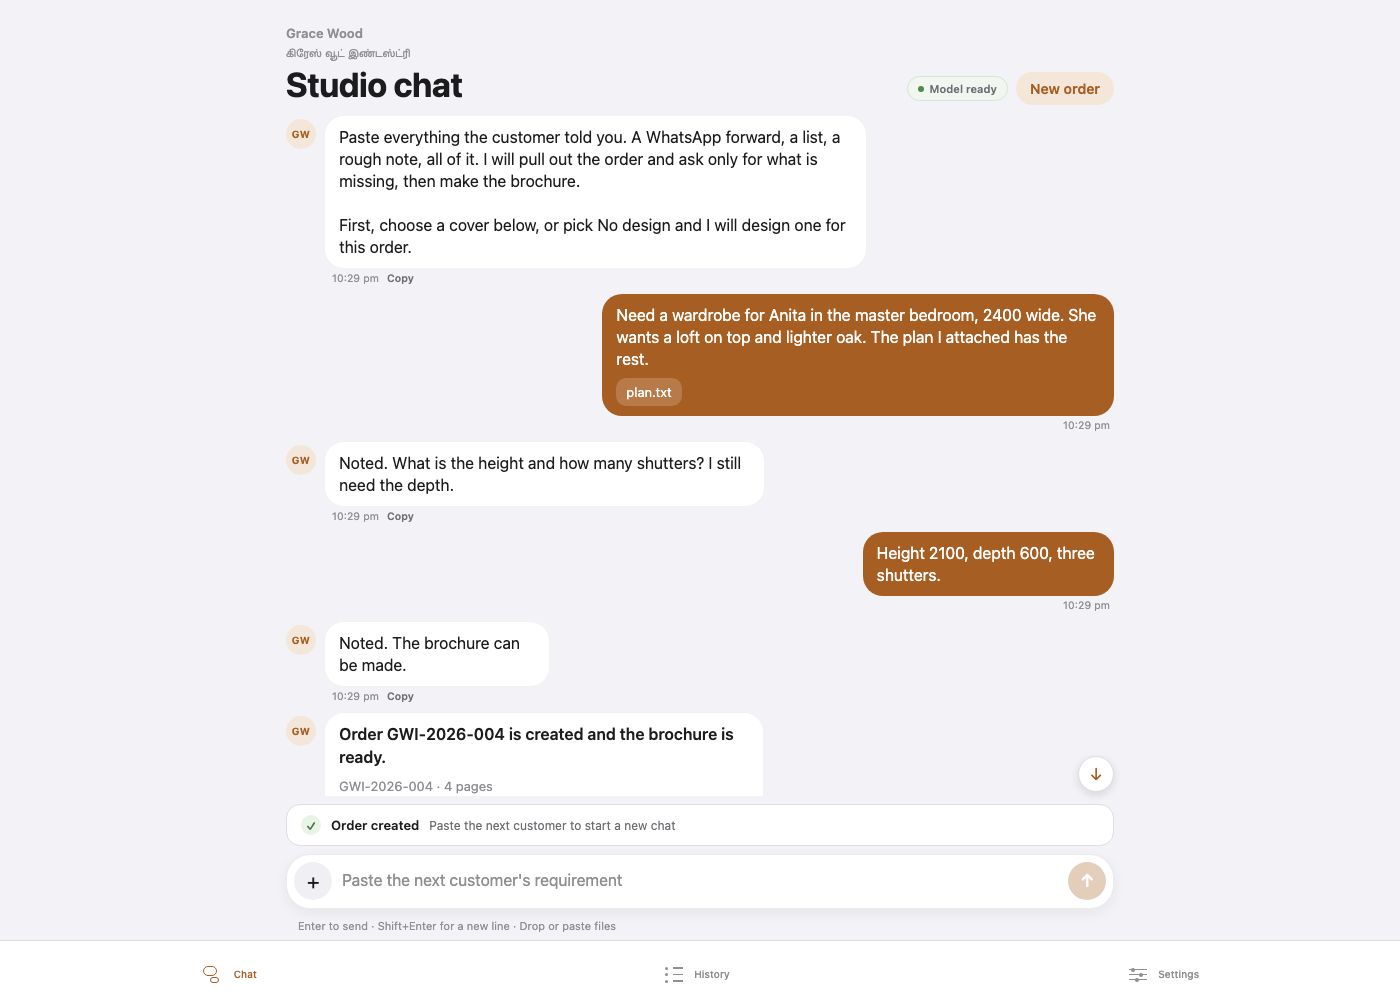 Grace Wood
கிரேஸ் வூட் இண்டஸ்ட்ரி
Studio chat
Model ready
New order
GW
Paste everything the customer told you. A WhatsApp forward, a list, a
rough note, all of it. I will pull out the order and ask only for what is
missing, then make the brochure.
First, choose a cover below, or pick No design and I will design one for
this order.
10:29 pm Copy
Need a wardrobe for Anita in the master bedroom, 2400 wide. She
wants a loft on top and lighter oak. The plan I attached has the
rest.
plan.txt
10:29 pm
GW
Noted. What is the height and how many shutters? I still
need the depth.
10:29 pm Copy
Height 2100, depth 600, three
shutters.
10:29 pm
GW
Noted. The brochure can
be made.
10:29 pm Copy
GW
Order GWI-2026-004 is created and the brochure is
ready.
GWI-2026-004 · 4 pages
Order created Paste the next customer to start a new chat
+ Paste the next customer's requirement
Enter to send · Shift+Enter for a new line · Drop or paste files
Chat
History
Settings